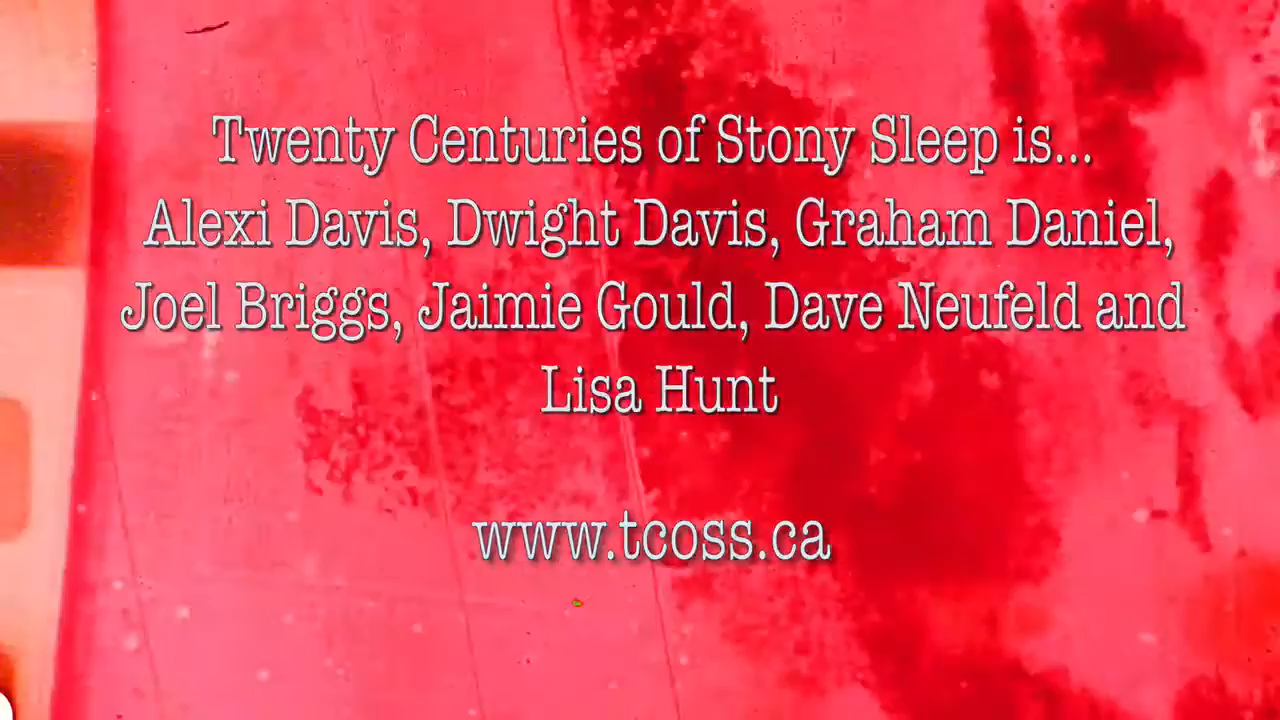 Twenty Centuries of Stony Sleep is...
Alexi Davis, Dwight Davis, Graham Daniel,
Joel Briggs, Jaimie Gould, Dave Neufeld and
Lisa Hunt
www.tcoss.ca